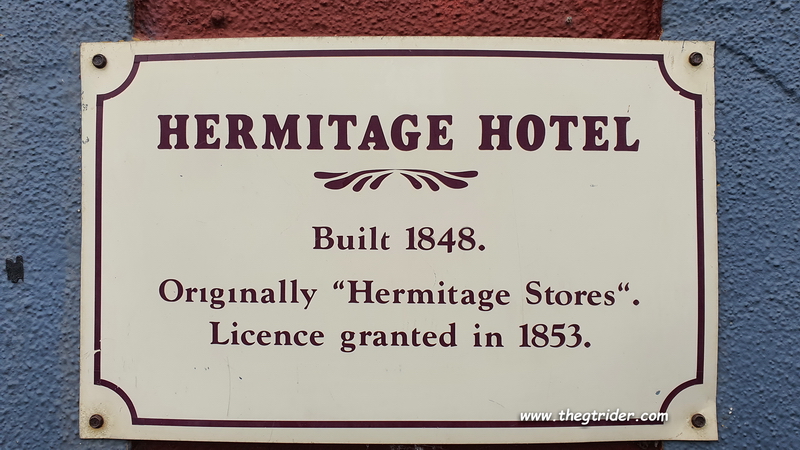 HERMITAGE HOTEL
Built 1848.
Originally “Hermitage Stores“.
Licence granted in 1853.
www.thegtrider.com